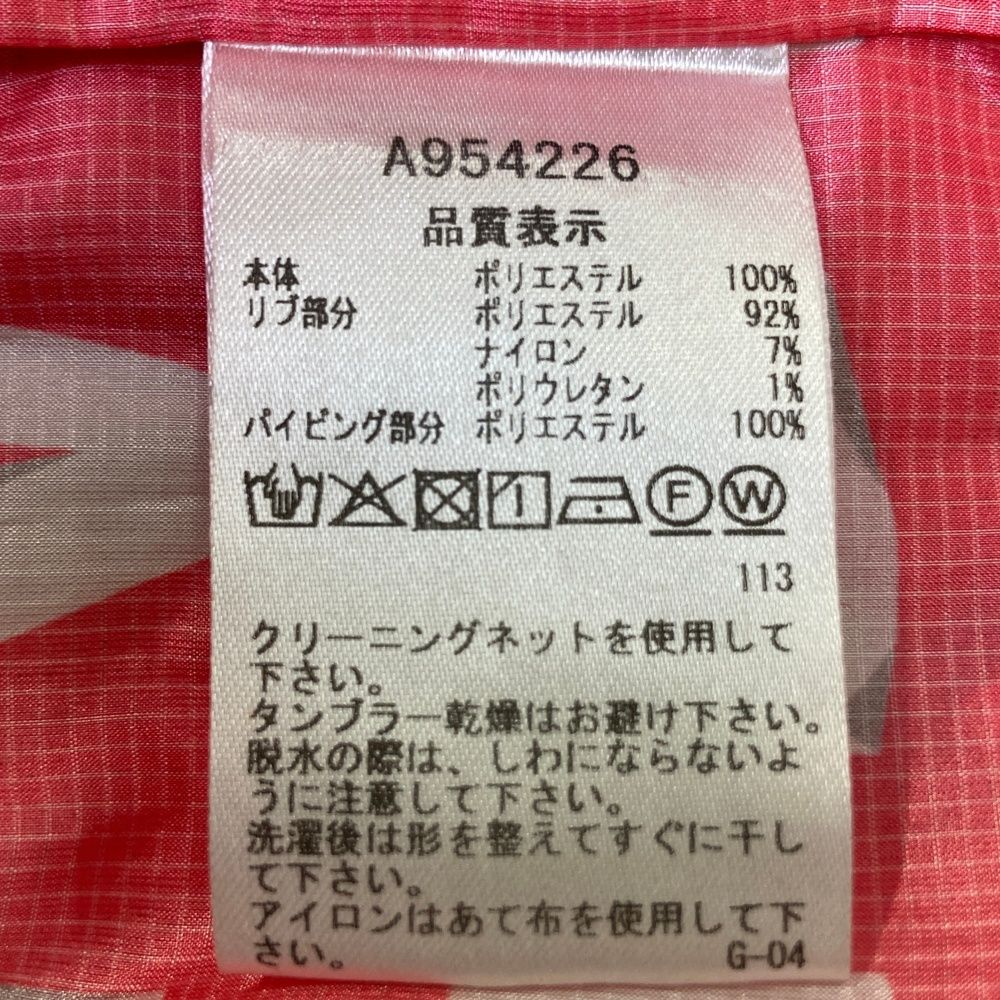 A954226
品質表示
本体 ポリエステル 100%
リブ部分 ポリエステル 92%
ナイロン 7%
ポリウレタン 1%
パイピング部分 ポリエステル 100%
F W
113
クリーニングネットを使用して
下さい。
タンブラー乾燥はお避け下さい。
脱水の際は、しわにならないよ
うに注意して下さい。
洗濯後は形を整えてすぐに干し
て下さい。
アイロンはあて布を使用して下
さい。 G-04